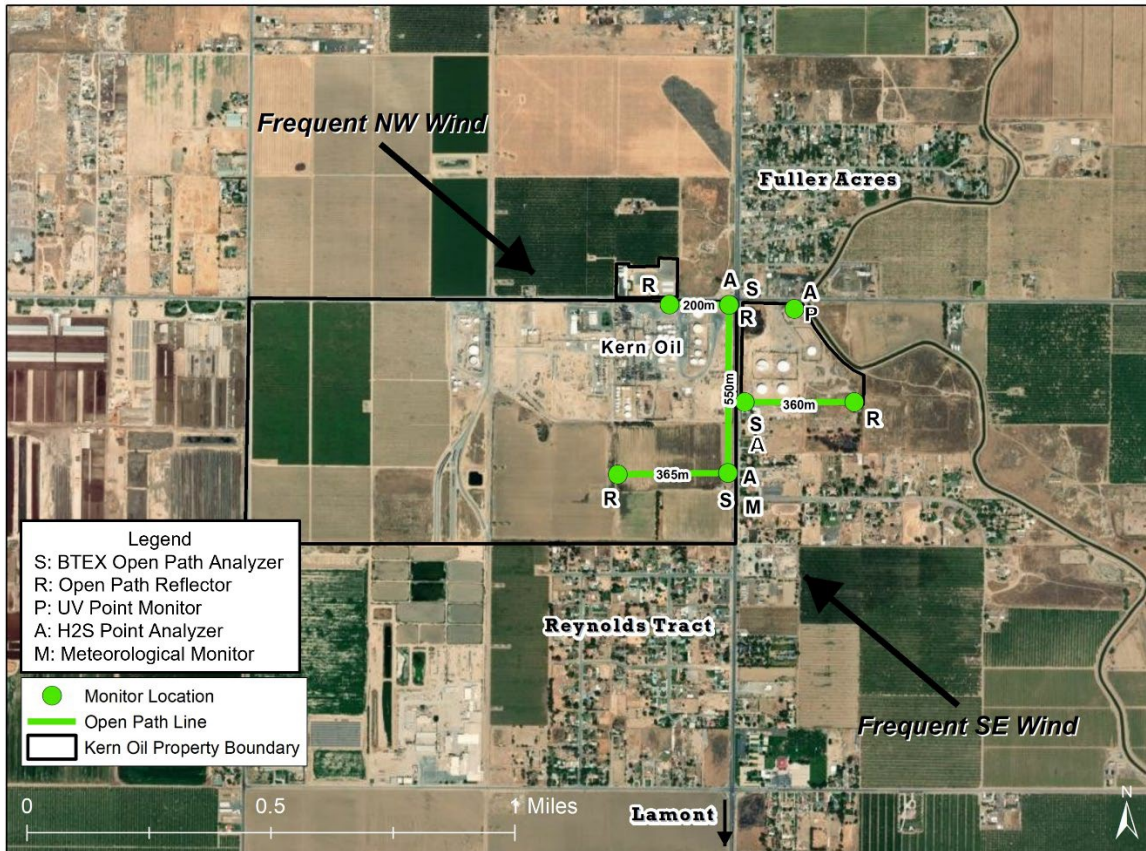 Frequent NW Wind
Fuller Acres
R
A
S
A
200m
R
P
Kern Oil
550m
360m
S
R
A
365m
A
R
S
M
Legend
S: BTEX Open Path Analyzer
R: Open Path Reflector
P: UV Point Monitor
A: H2S Point Analyzer
M: Meteorological Monitor
Reynolds Tract
Monitor Location
Open Path Line
Kern Oil Property Boundary
Frequent SE Wind
0
0.5
1
Miles
Lamont
N